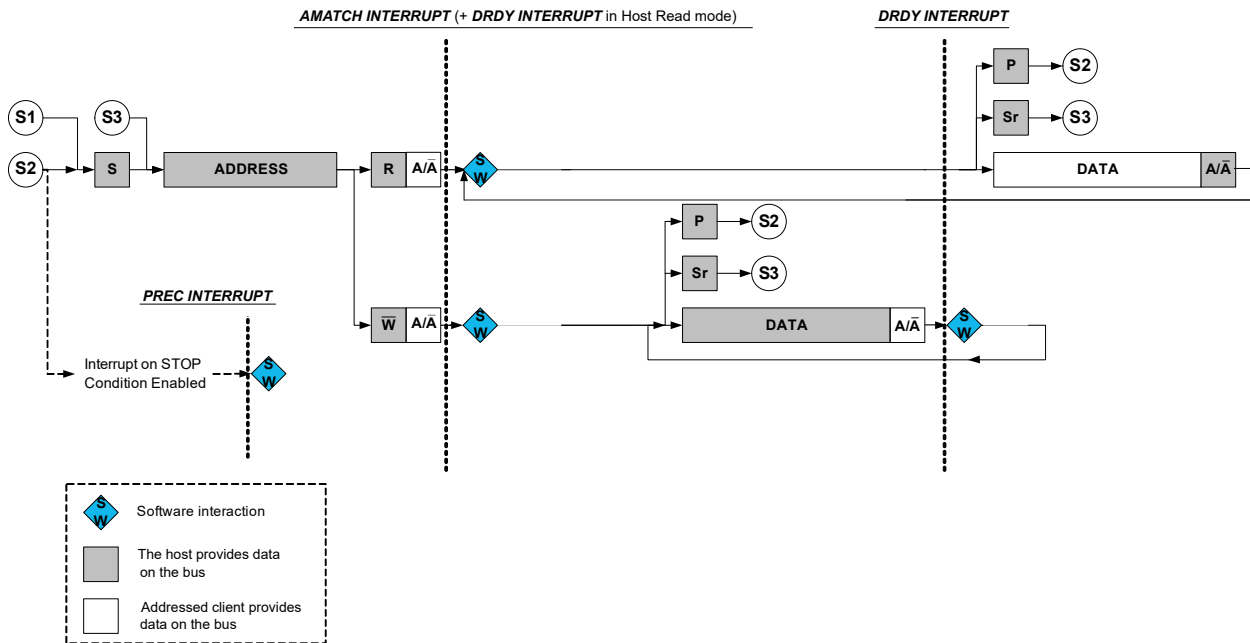 AMATCH INTERRUPT (+ DRDY INTERRUPT in Host Read mode)
DRDY INTERRUPT
P
S2
S1
S3
Sr
S3
S2
S
ADDRESS
R
A/Ā
S
W
DATA
A/Ā
P
S2
Sr
S3
PREC INTERRUPT
W̅
A/Ā
S
W
DATA
A/Ā
S
W
Interrupt on STOP
Condition Enabled
S
W
S
W
Software interaction
The host provides data
on the bus
Addressed client provides
data on the bus